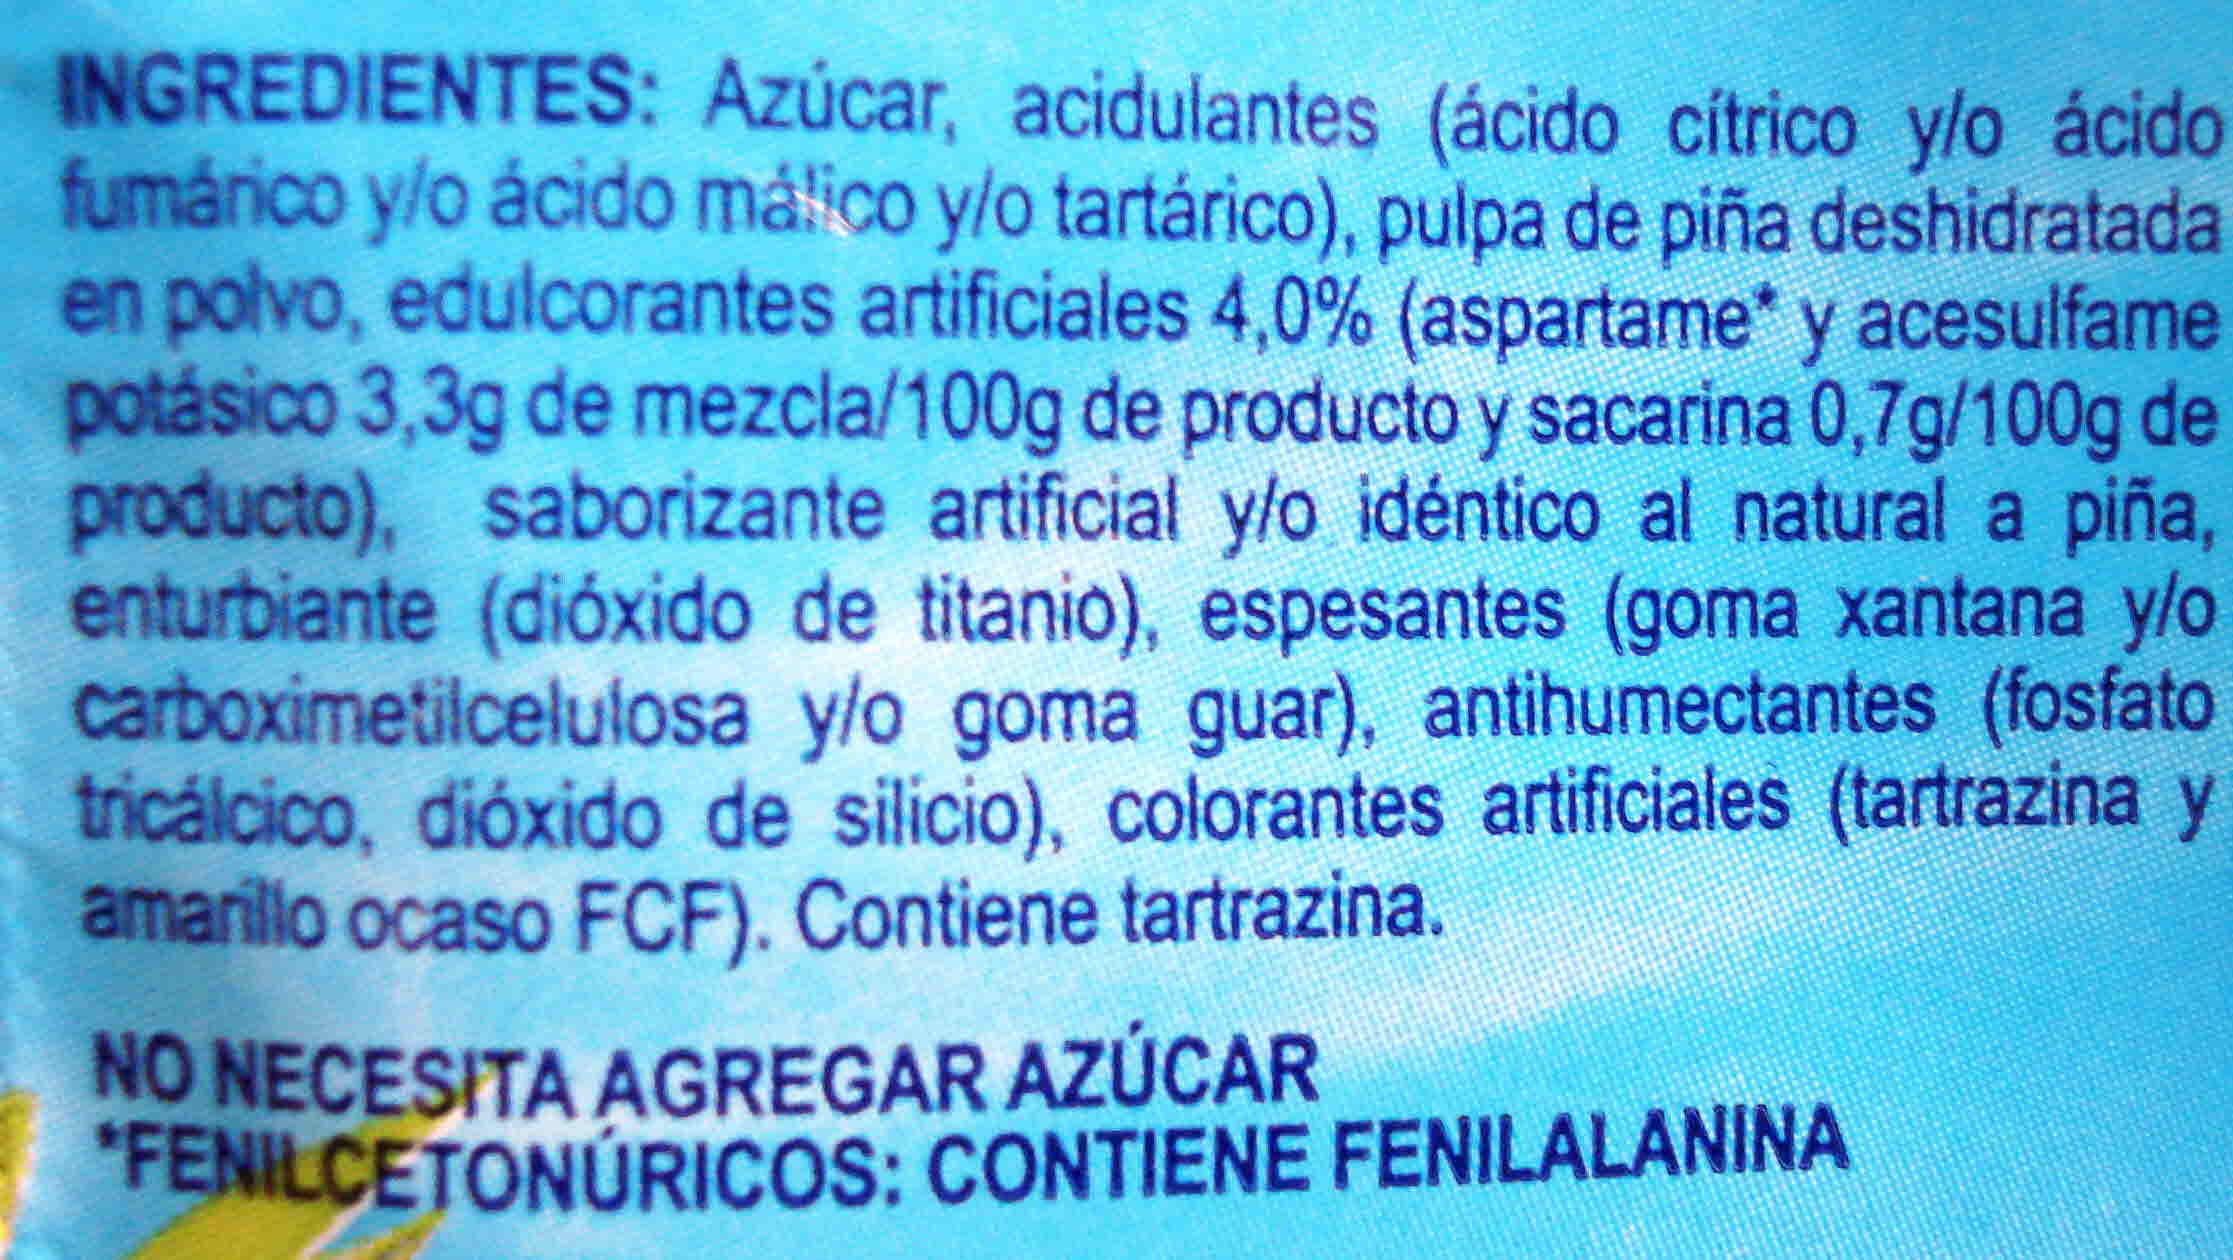 INGREDIENTES: Azúcar, acidulantes (ácido cítrico y/o ácido
fumárico y/o ácido málico y/o tartárico), pulpa de piña deshidratada
en polvo, edulcorantes artificiales 4,0% (aspartame* y acesulfame
potásico 3,3g de mezcla/100g de producto y sacarina 0,7g/100g de
producto), saborizante artificial y/o idéntico al natural a piña,
enturbiante (dióxido de titanio), espesantes (goma xantana y/o
carboximetilcelulosa y/o goma guar), antihumectantes (fosfato
tricálcico, dióxido de silicio), colorantes artificiales (tartrazina y
amarillo ocaso FCF). Contiene tartrazina.
NO NECESITA AGREGAR AZÚCAR
*FENILCETONÚRICOS: CONTIENE FENILALANINA